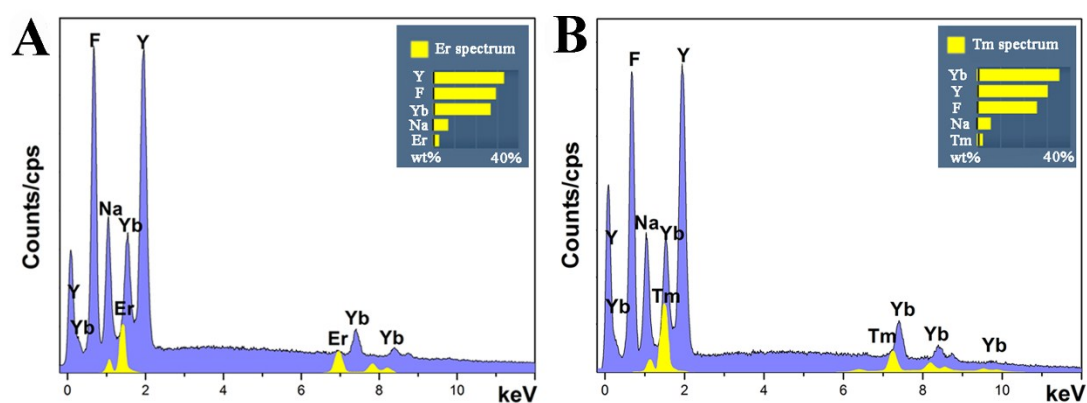 A
F
Y
Er spectrum
Y
F
Yb
Na
Er
wt% 40%
Na
Yb
Y
Yb
Er
Er
Yb
Yb
Counts/cps
0 2 4 6 8 10
keV
B
F
Y
Tm spectrum
Yb
Y
F
Na
Tm
wt% 40%
Y
Na
Yb
Yb
Tm
Tm
Yb
Yb
Yb
Counts/cps
0 2 4 6 8 10
keV